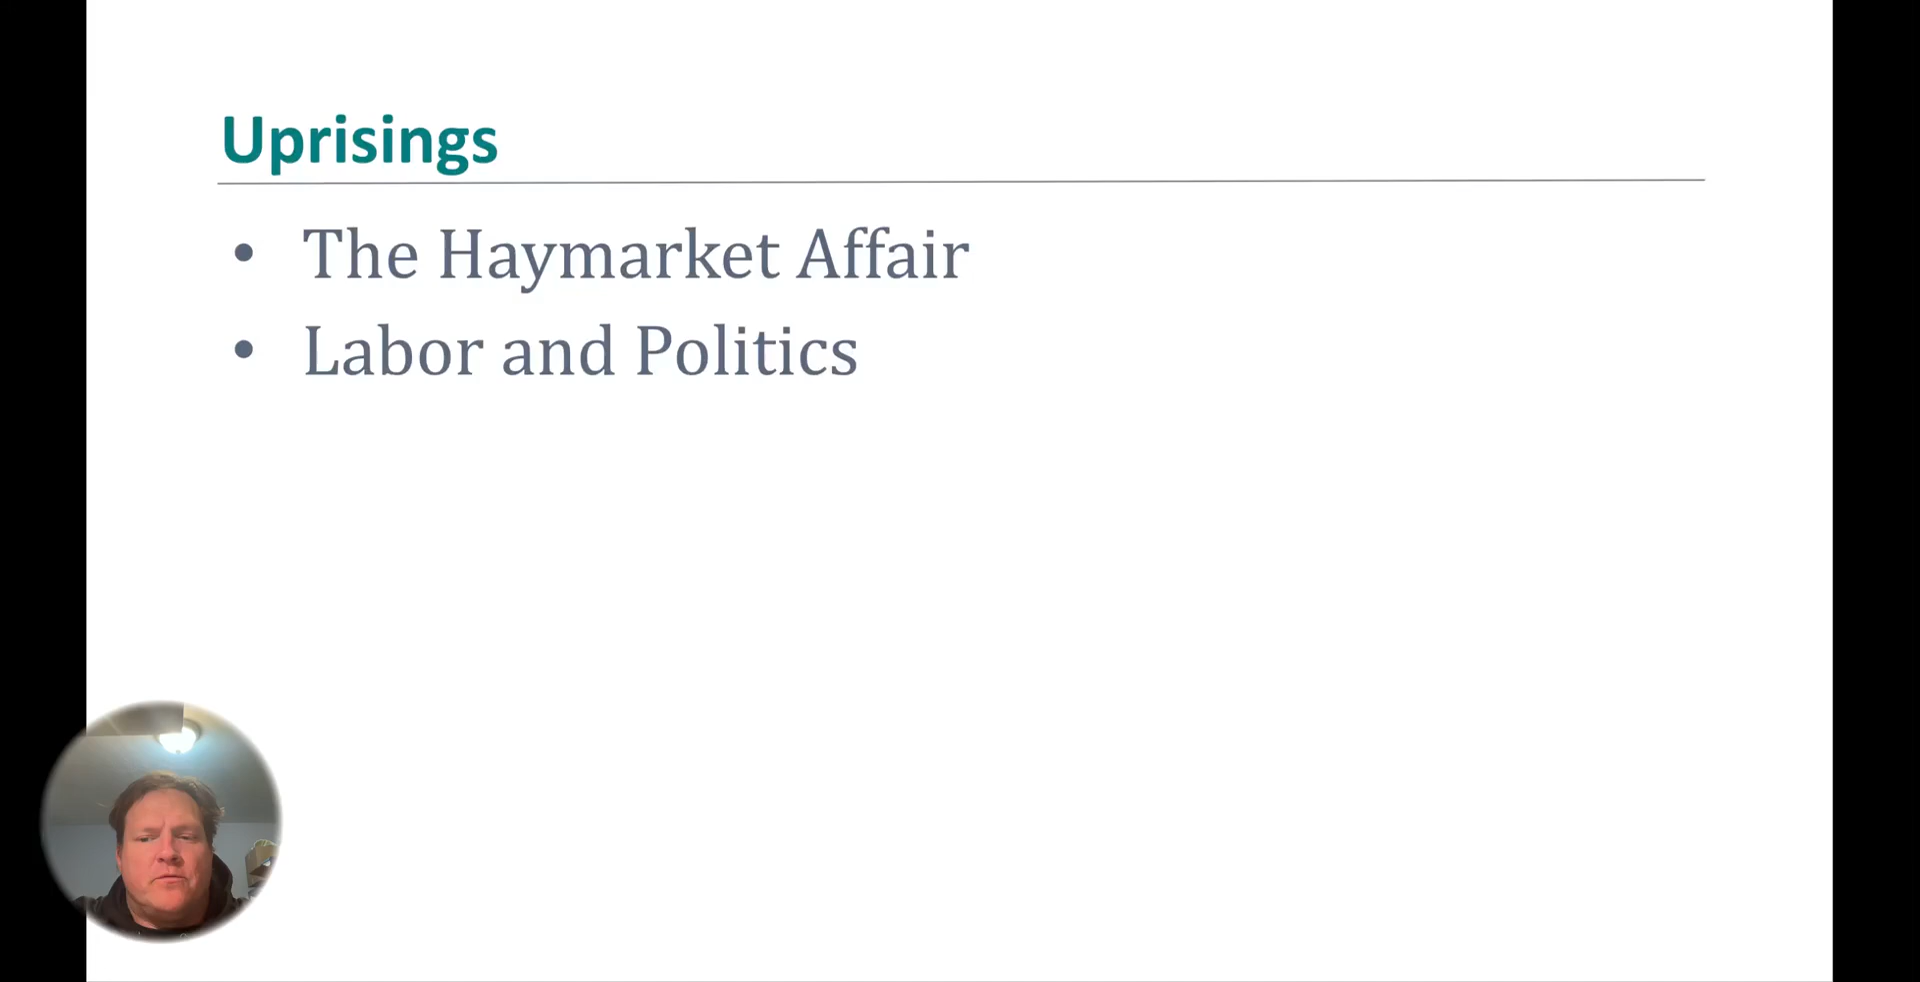 Uprisings
• The Haymarket Affair
• Labor and Politics